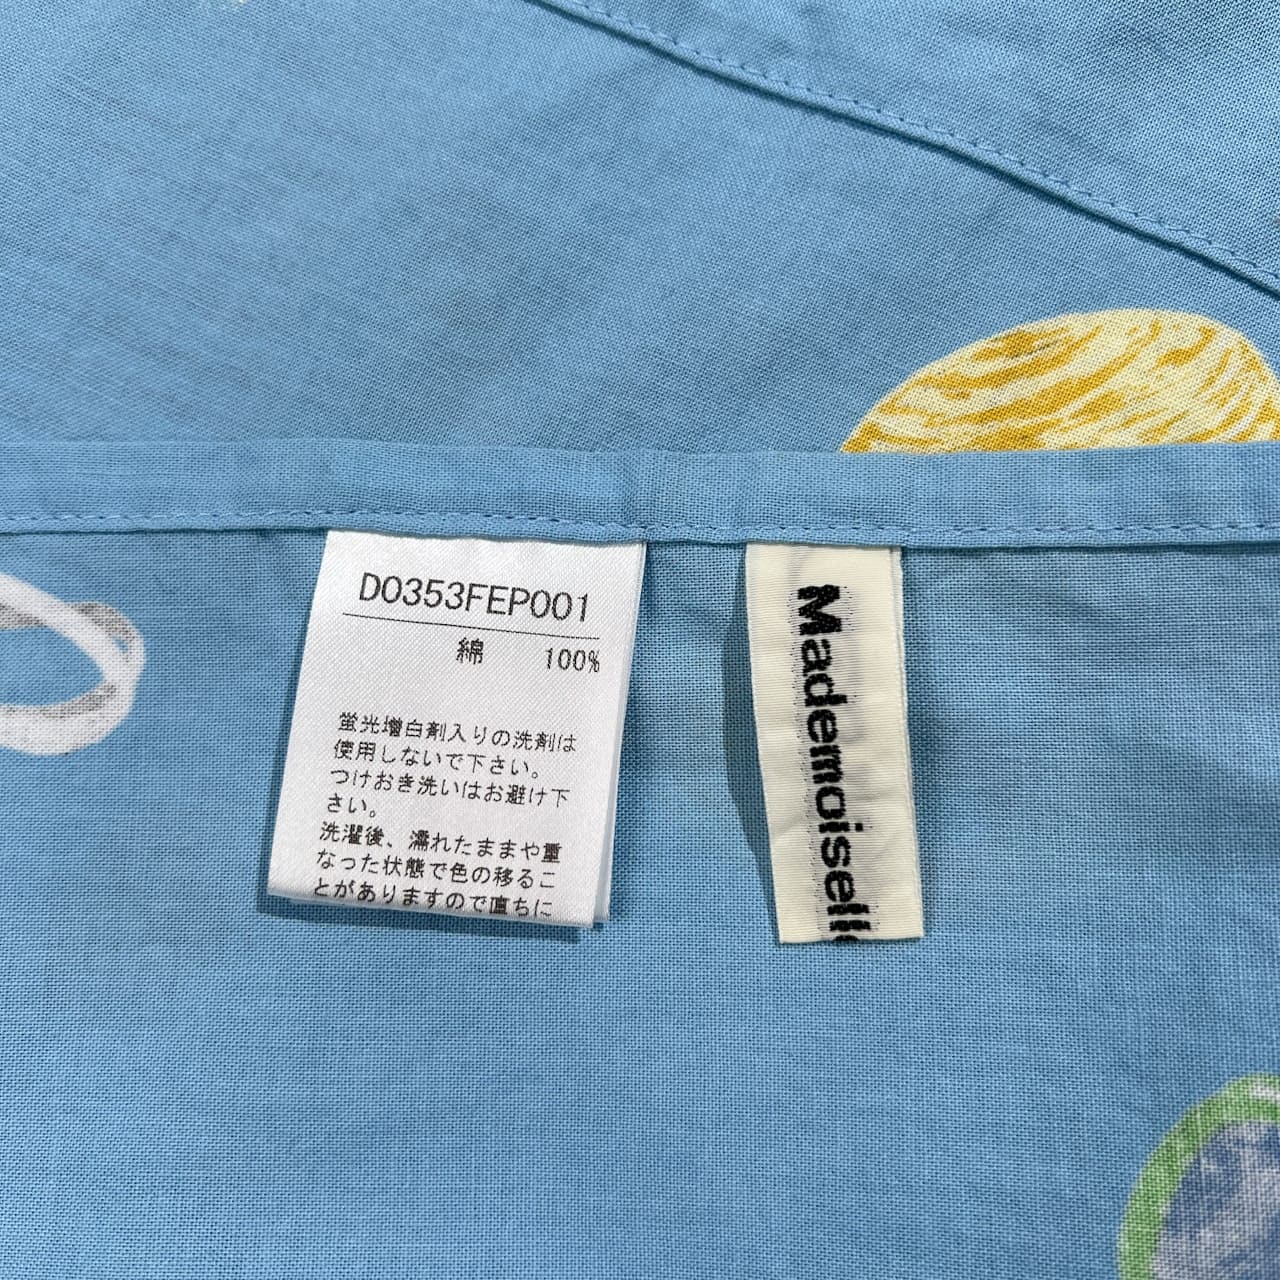 D0353FEP001
綿 100%
蛍光増白剤入りの洗剤は
使用しないで下さい。
つけおき洗いはお避け下
さい。
洗濯後、濡れたままや重
なった状態で色の移るこ
とがありますので直ちに
Mademoiselle